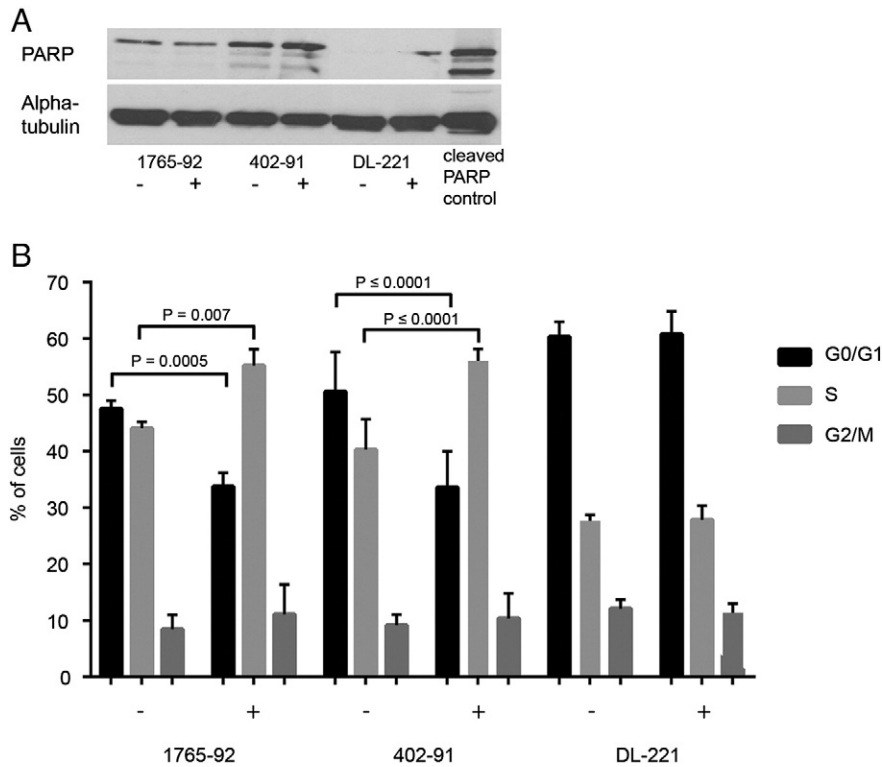 A
PARP
Alpha-
tubulin
1765-92 402-91 DL-221 cleaved
- + - + - + PARP
control
B
70
60
50
40
30
20
10
0
% of cells
P = 0.007
P = 0.0005
P ≤ 0.0001
P ≤ 0.0001
G0/G1
S
G2/M
- + - + - +
1765-92 402-91 DL-221